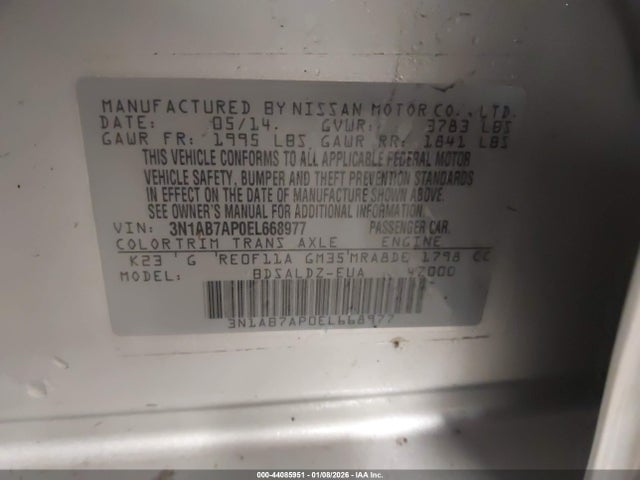 MANUFACTURED BY NISSAN MOTOR CO., LTD.
DATE: 05/14. GVWR: 3783 LBS
GAWR FR: 1995 LBS GAWR RR: 1841 LBS
THIS VEHICLE CONFORMS TO ALL APPLICABLE FEDERAL MOTOR
VEHICLE SAFETY, BUMPER AND THEFT PREVENTION STANDARDS
IN EFFECT ON THE DATE OF MANUFACTURE SHOWN ABOVE.
SEE OWNER'S MANUAL FOR ADDITIONAL INFORMATION.
VIN: 3N1AB7AP0EL668977 PASSENGER CAR.
COLOR TRIM TRANS AXLE ENGINE
K23 G RE0F11A GM35 MRA8DE 1798 CC
MODEL: BDSALDZ-EUA 4Z000
3N1AB7AP0EL668977
000-44085951 - 01/08/2026 - IAA Inc.